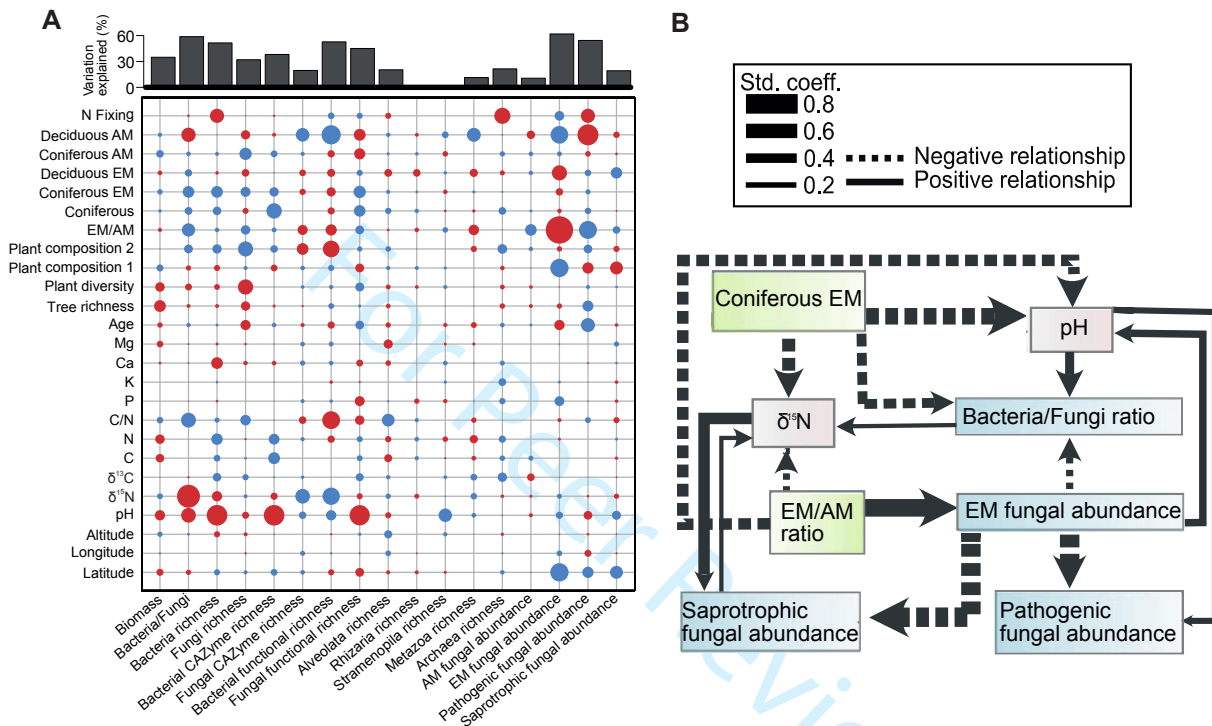 A
Variation
explained (%)
60
30
0
N Fixing
Deciduous AM
Coniferous AM
Deciduous EM
Coniferous EM
Coniferous
EM/AM
Plant composition 2
Plant composition 1
Plant diversity
Tree richness
Age
Mg
Ca
K
P
C/N
N
C
δ¹³C
δ¹⁵N
pH
Altitude
Longitude
Latitude
Biomass
Bacteria/Fungi
Bacteria richness
Fungi richness
Bacterial CAZyme richness
Fungal CAZyme richness
Bacterial functional richness
Fungal functional richness
Alveolata richness
Rhizaria richness
Stramenopila richness
Metazoa richness
Archaea richness
AM fungal abundance
EM fungal abundance
Pathogenic fungal abundance
Saprotrophic fungal abundance
B
Std. coeff.
0.8
0.6
0.4
0.2
Negative relationship
Positive relationship
Coniferous EM
pH
δ¹⁵N
Bacteria/Fungi ratio
EM/AM
ratio
EM fungal abundance
Saprotrophic
fungal abundance
Pathogenic
fungal abundance
For Peer Review